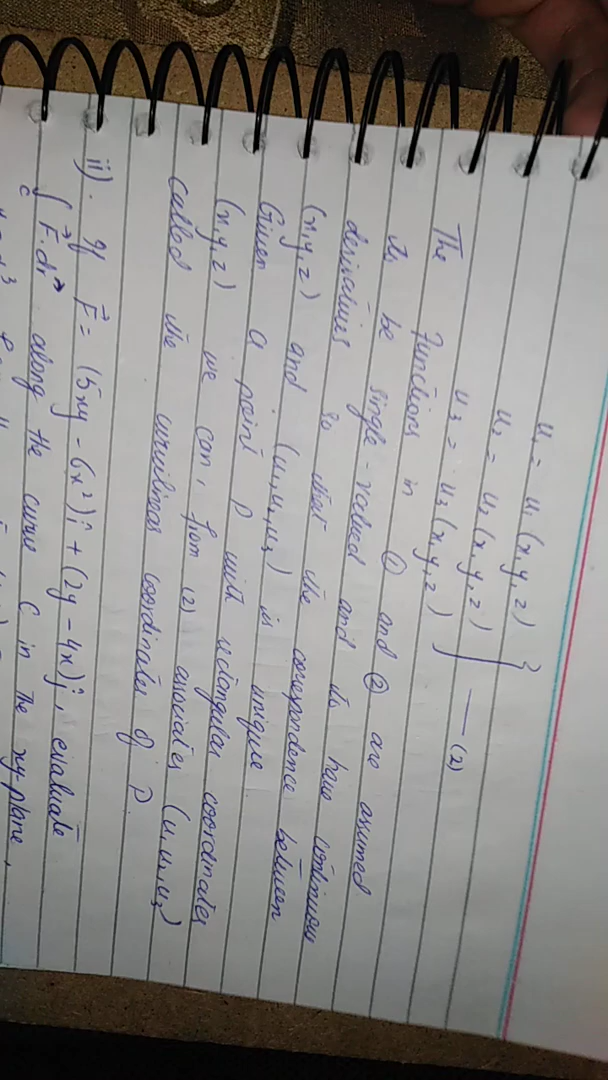 u₁ = u₁ (x, y, z)
u₂ = u₂ (x, y, z)
u₃ = u₃ (x, y, z) } —— (2)
The functions in ① and ② are assumed
to be single-valued and to have continuous
derivatives so that the correspondence between
(x, y, z) and (u₁, u₂, u₃) is unique
Given a point P with rectangular coordinates
(x, y, z) we can, from (2) associates (u₁, u₂, u₃)
called the curvilinear coordinates of P.
ii). If F⃗ = (5xy - 6x²)î + (2y - 4x)ĵ, evaluate
∫c F⃗.dr⃗ along the curve C in the xy plane,